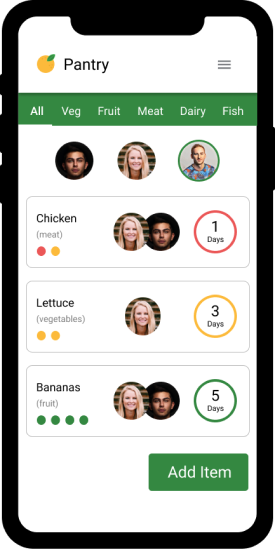 Pantry
All Veg Fruit Meat Dairy Fish
Chicken
(meat)
1
Days
Lettuce
(vegetables)
3
Days
Bananas
(fruit)
5
Days
Add Item